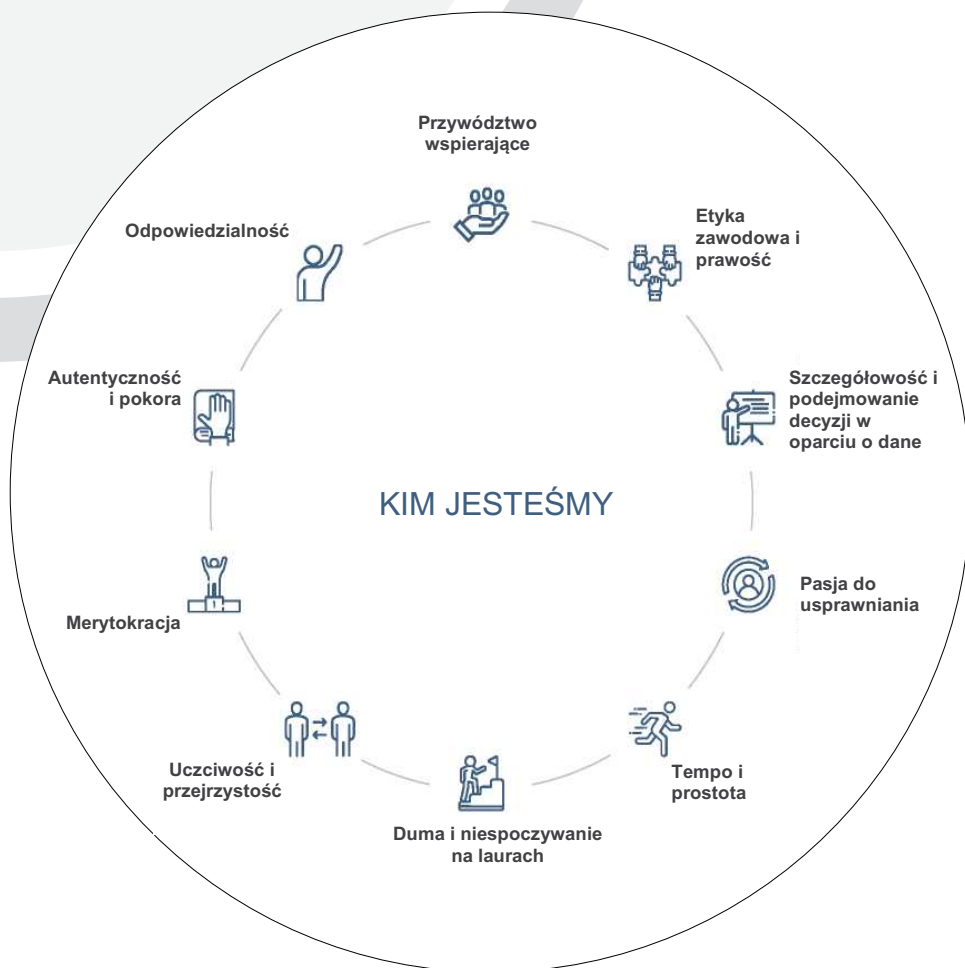 Przywództwo
wspierające
Etyka
zawodowa i
prawość
Szczegółowość i
podejmowanie
decyzji w
oparciu o dane
Pasja do
usprawniania
Tempo i
prostota
Duma i niespoczywanie
na laurach
Uczciwość i
przejrzystość
Merytokracja
Autentyczność
i pokora
Odpowiedzialność
KIM JESTEŚMY
1